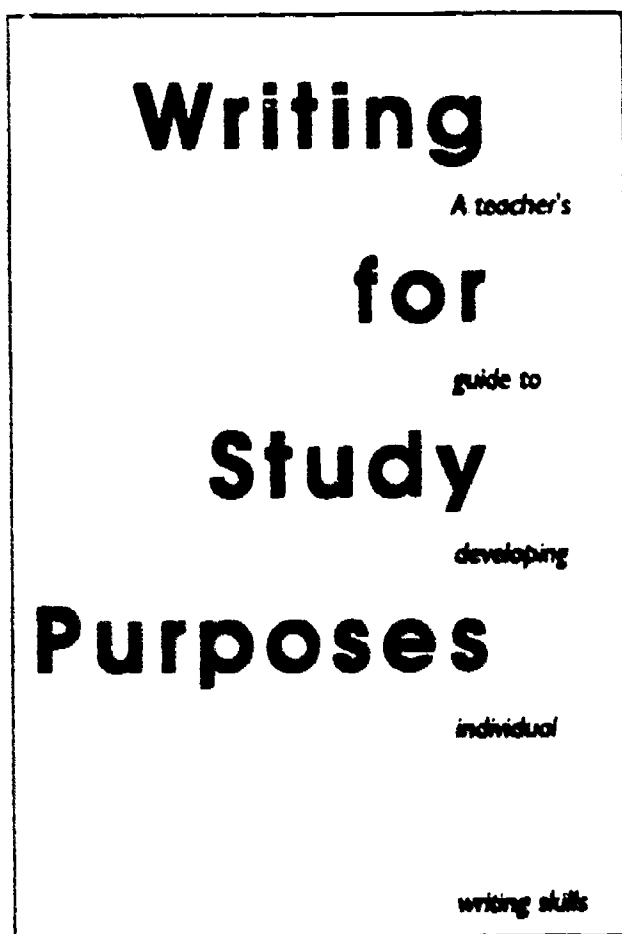 Writing
A teacher's
for
guide to
Study
developing
Purposes
individual
writing skills